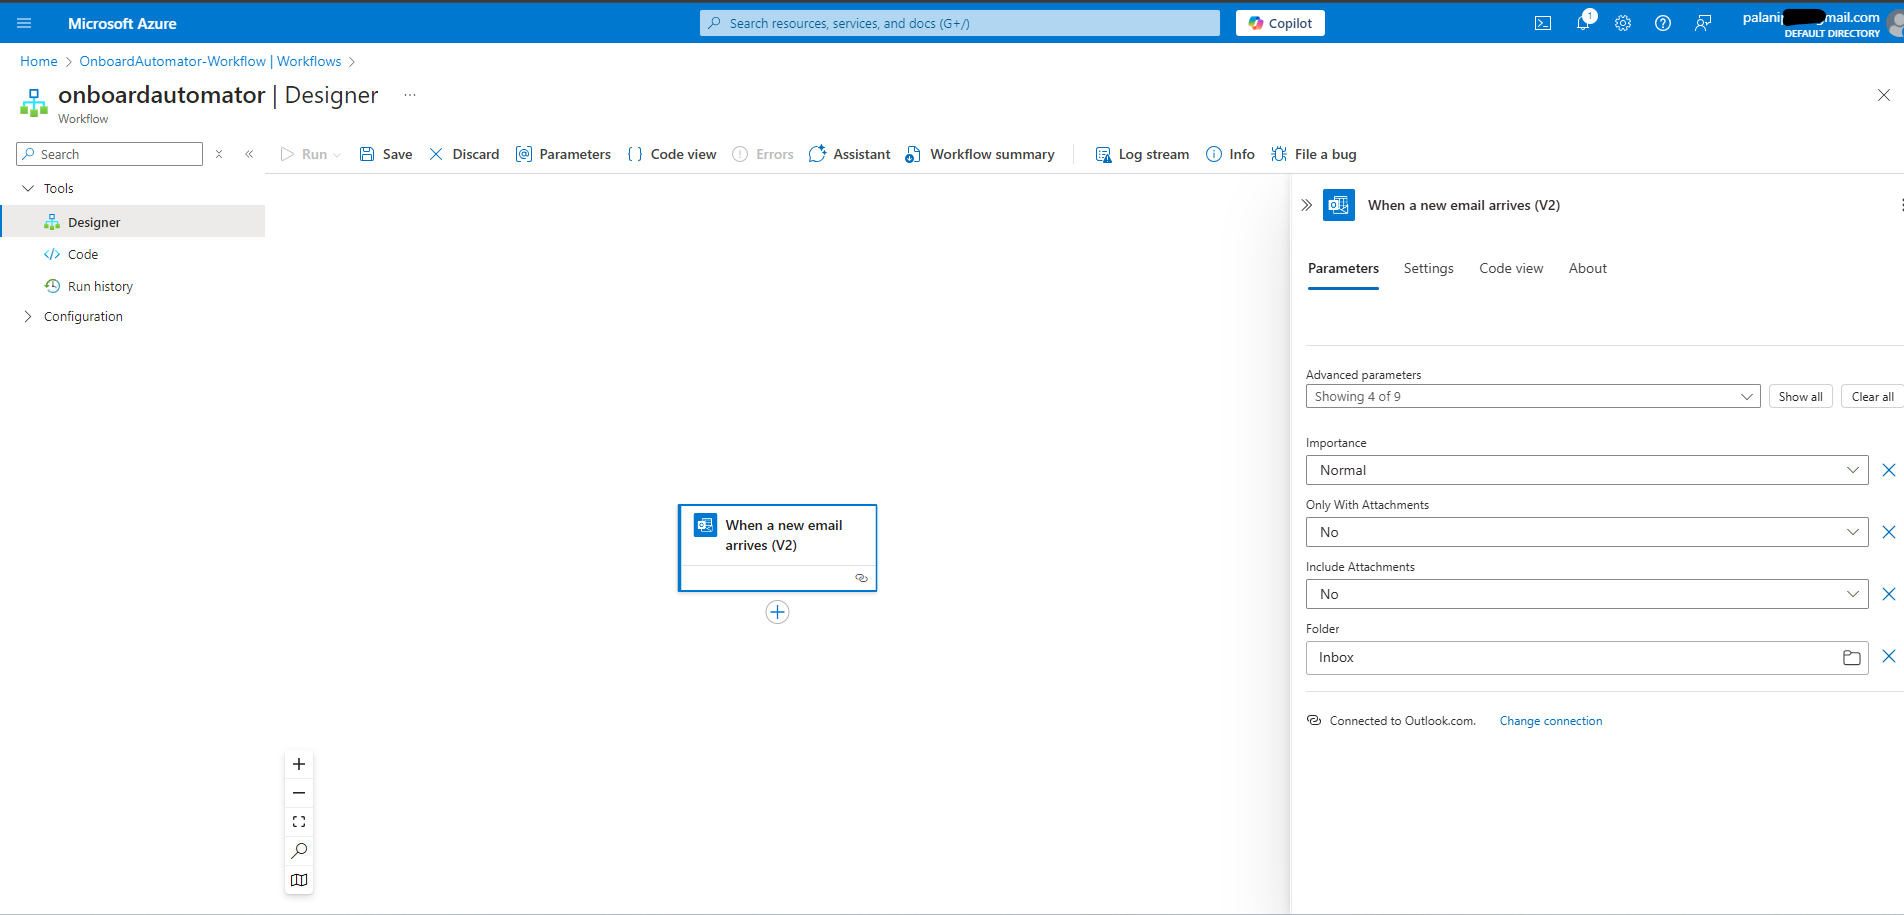 Microsoft Azure
Search resources, services, and docs (G+/)
Copilot
1
mail.com
DEFAULT DIRECTORY
Home > OnboardAutomator-Workflow | Workflows >
onboardautomator | Designer ...
Workflow
Search
Run
Save
Discard
Parameters
Code view
Errors
Assistant
Workflow summary
Log stream
Info
File a bug
Tools
Designer
Code
Run history
Configuration
When a new email
arrives (V2)
When a new email arrives (V2)
Parameters
Settings
Code view
About
Advanced parameters
Showing 4 of 9
Show all
Clear all
Importance
Normal
Only With Attachments
No
Include Attachments
No
Folder
Inbox
Connected to Outlook.com.
Change connection